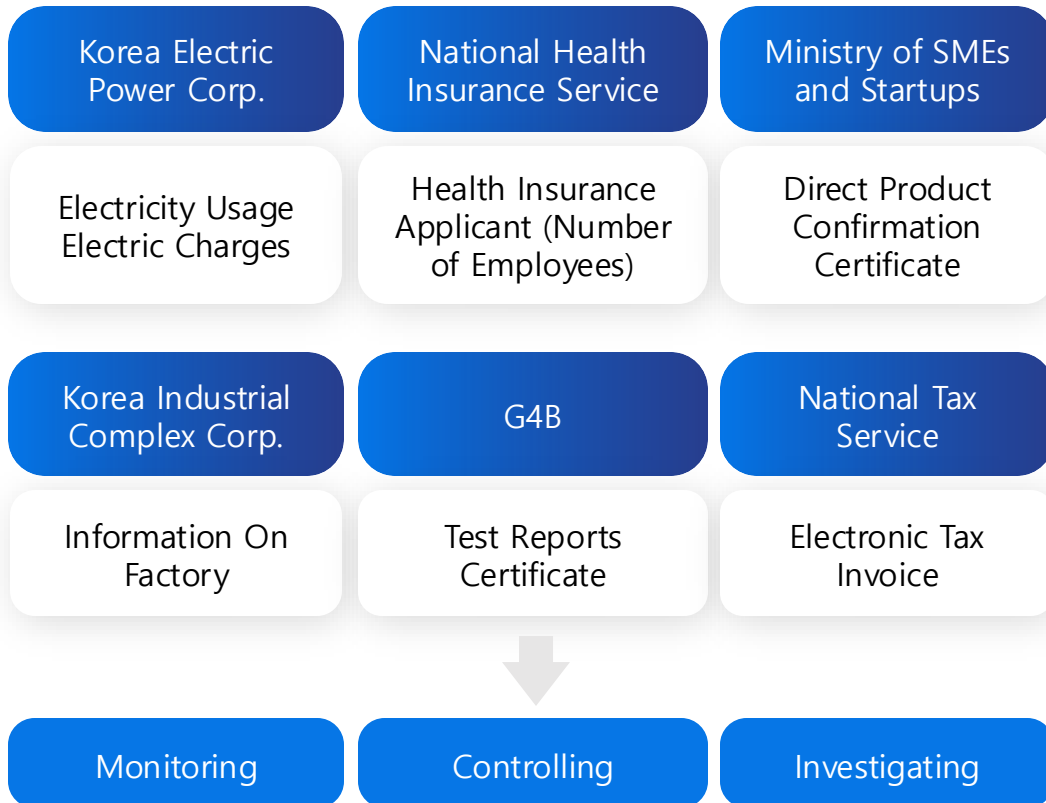 Korea Electric
Power Corp.
National Health
Insurance Service
Ministry of SMEs
and Startups
Electricity Usage
Electric Charges
Health Insurance
Applicant (Number
of Employees)
Direct Product
Confirmation
Certificate
Korea Industrial
Complex Corp.
G4B
National Tax
Service
Information On
Factory
Test Reports
Certificate
Electronic Tax
Invoice
Monitoring
Controlling
Investigating